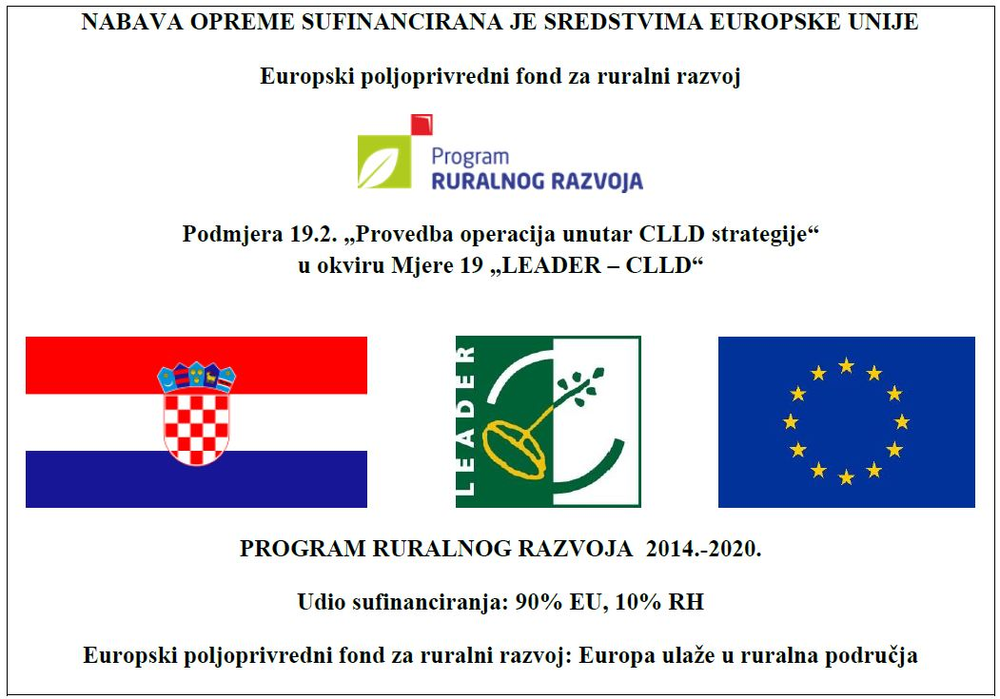 NABAVA OPREME SUFINANCIRANA JE SREDSTVIMA EUROPSKE UNIJE
Europski poljoprivredni fond za ruralni razvoj
Program
RURALNOG RAZVOJA
Podmjera 19.2. „Provedba operacija unutar CLLD strategije“
u okviru Mjere 19 „LEADER – CLLD“
LEADER
PROGRAM RURALNOG RAZVOJA 2014.-2020.
Udio sufinanciranja: 90% EU, 10% RH
Europski poljoprivredni fond za ruralni razvoj: Europa ulaže u ruralna područja